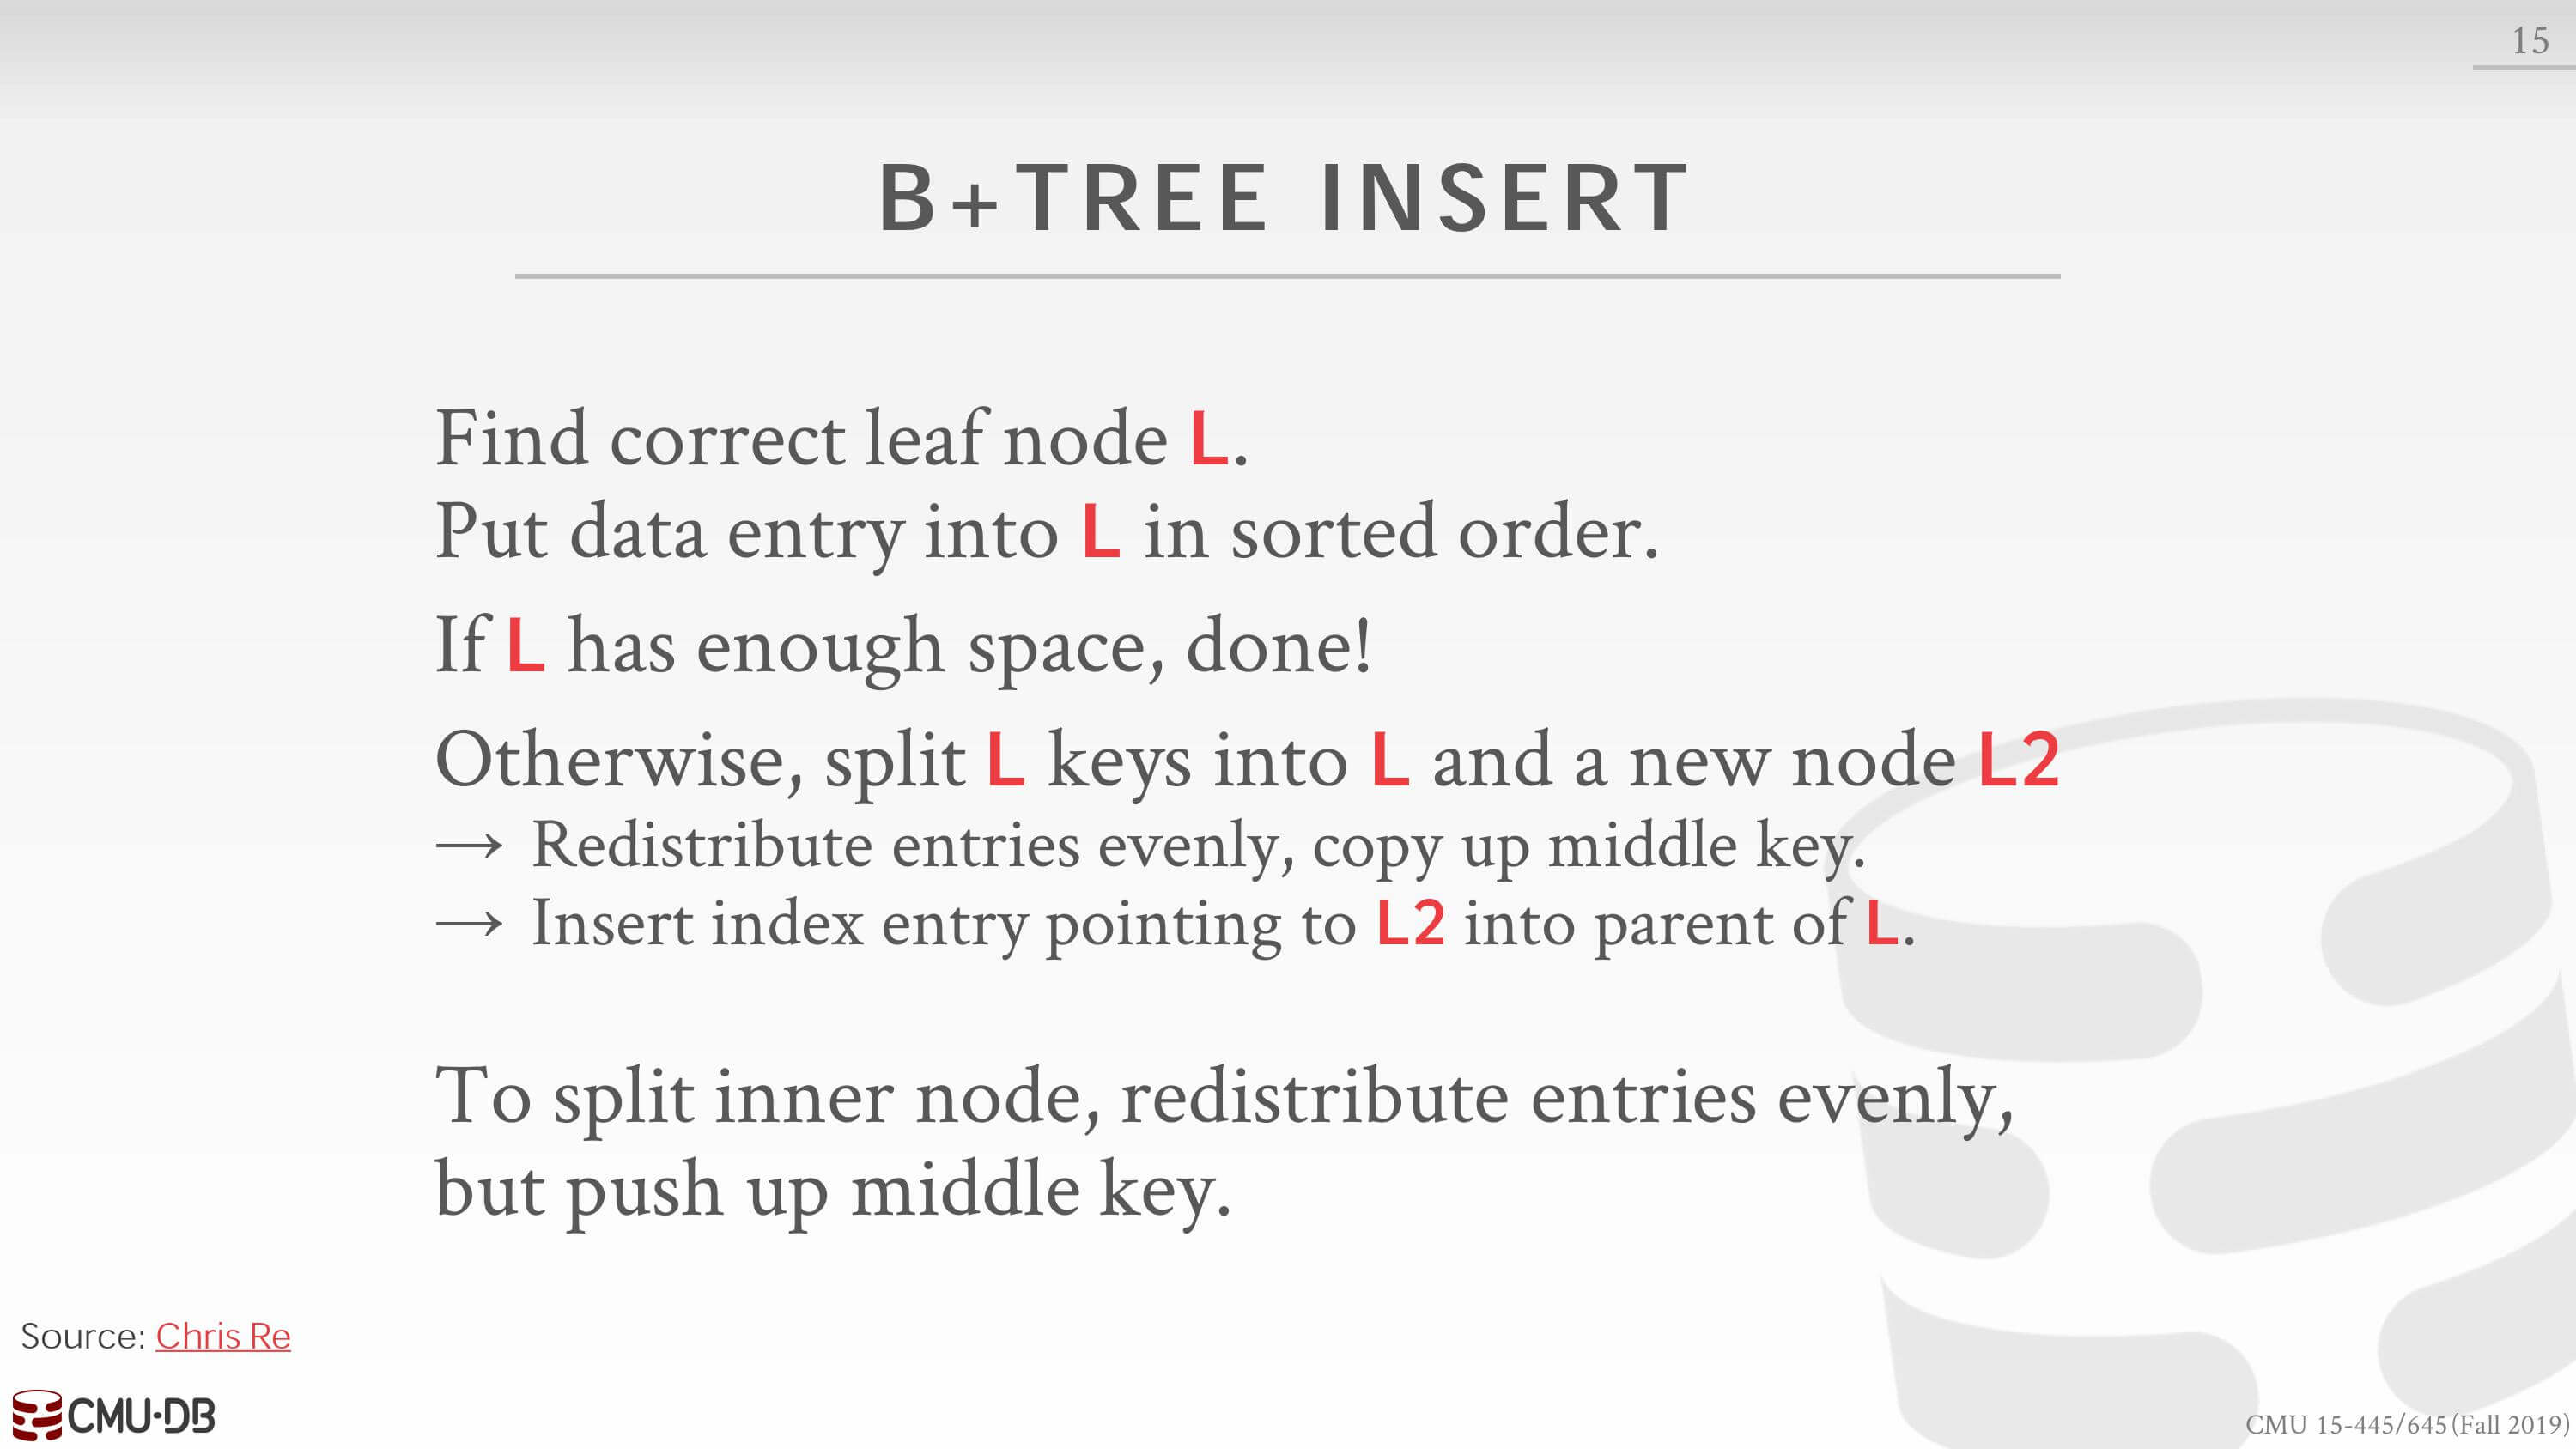 15
B+TREE INSERT
Find correct leaf node L.
Put data entry into L in sorted order.
If L has enough space, done!
Otherwise, split L keys into L and a new node L2
→ Redistribute entries evenly, copy up middle key.
→ Insert index entry pointing to L2 into parent of L.
To split inner node, redistribute entries evenly,
but push up middle key.
Source: Chris Re
CMU·DB
CMU 15-445/645 (Fall 2019)